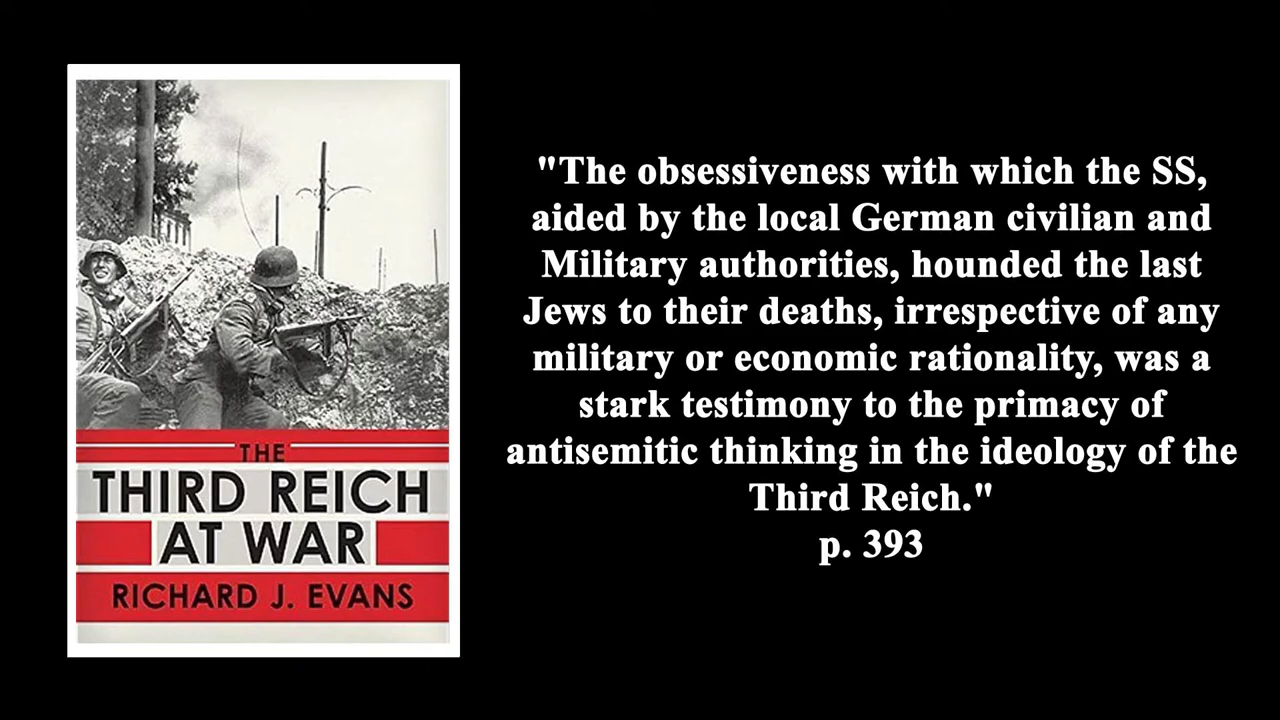 THE
THIRD REICH
AT WAR
RICHARD J. EVANS
"The obsessiveness with which the SS,
aided by the local German civilian and
Military authorities, hounded the last
Jews to their deaths, irrespective of any
military or economic rationality, was a
stark testimony to the primacy of
antisemitic thinking in the ideology of the
Third Reich."
p. 393